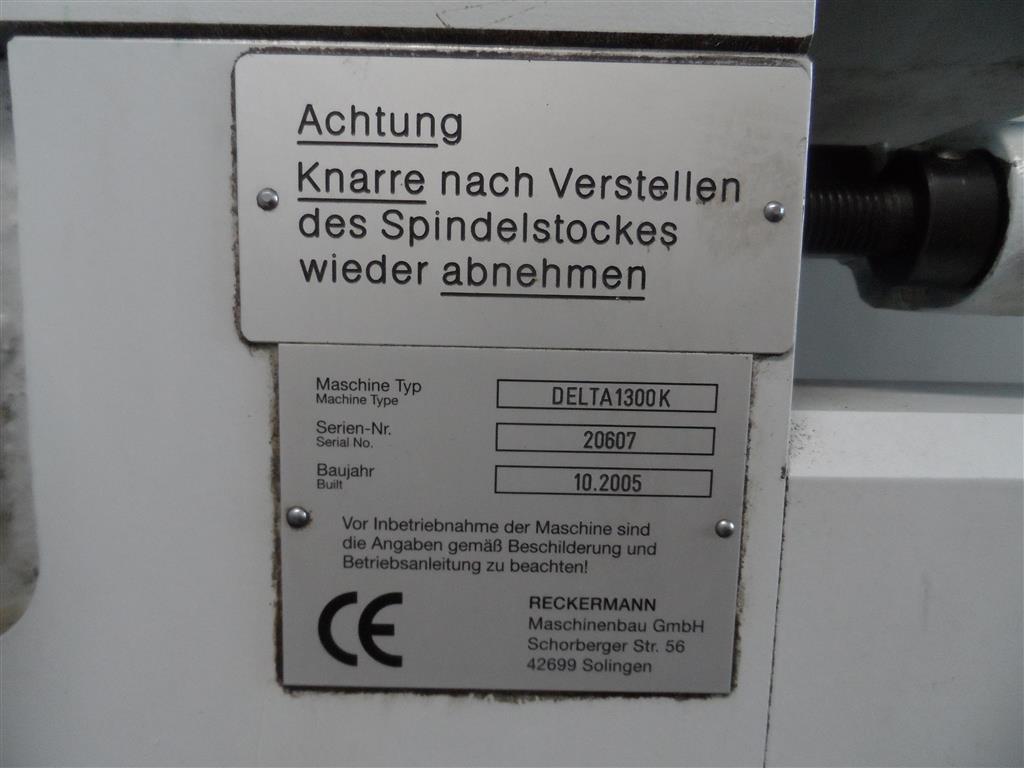 Achtung
Knarre nach Verstellen
des Spindelstockes
wieder abnehmen
Maschine Typ DELTA1300K
Machine Type
Serien-Nr. 20607
Serial No.
Baujahr 10.2005
Built
Vor Inbetriebnahme der Maschine sind
die Angaben gemäß Beschilderung und
Betriebsanleitung zu beachten!
CE
RECKERMANN
Maschinenbau GmbH
Schorberger Str. 56
42699 Solingen